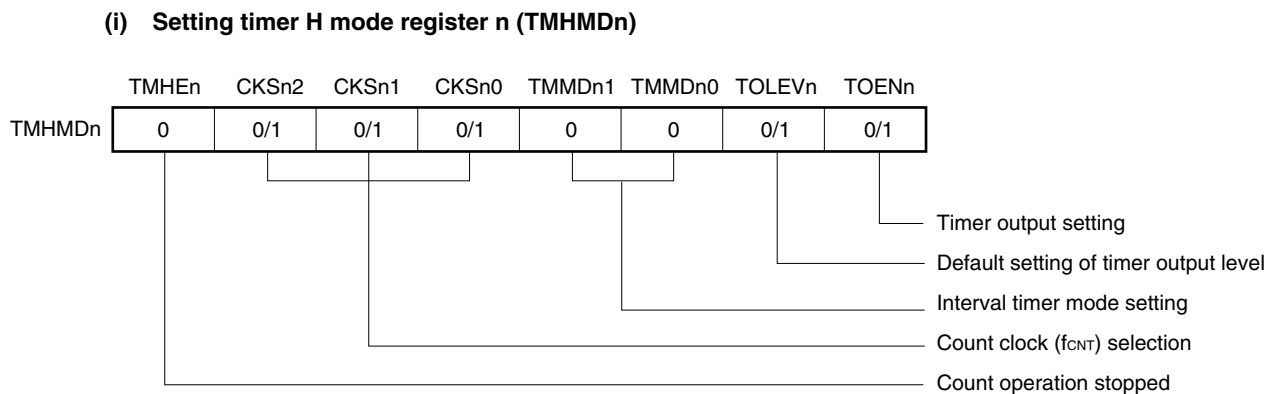 (i) Setting timer H mode register n (TMHMDn)
TMHEn CKSn2 CKSn1 CKSn0 TMMDn1 TMMDn0 TOLEVn TOENn
TMHMDn 0 0/1 0/1 0/1 0 0 0/1 0/1
Timer output setting
Default setting of timer output level
Interval timer mode setting
Count clock (fCNT) selection
Count operation stopped